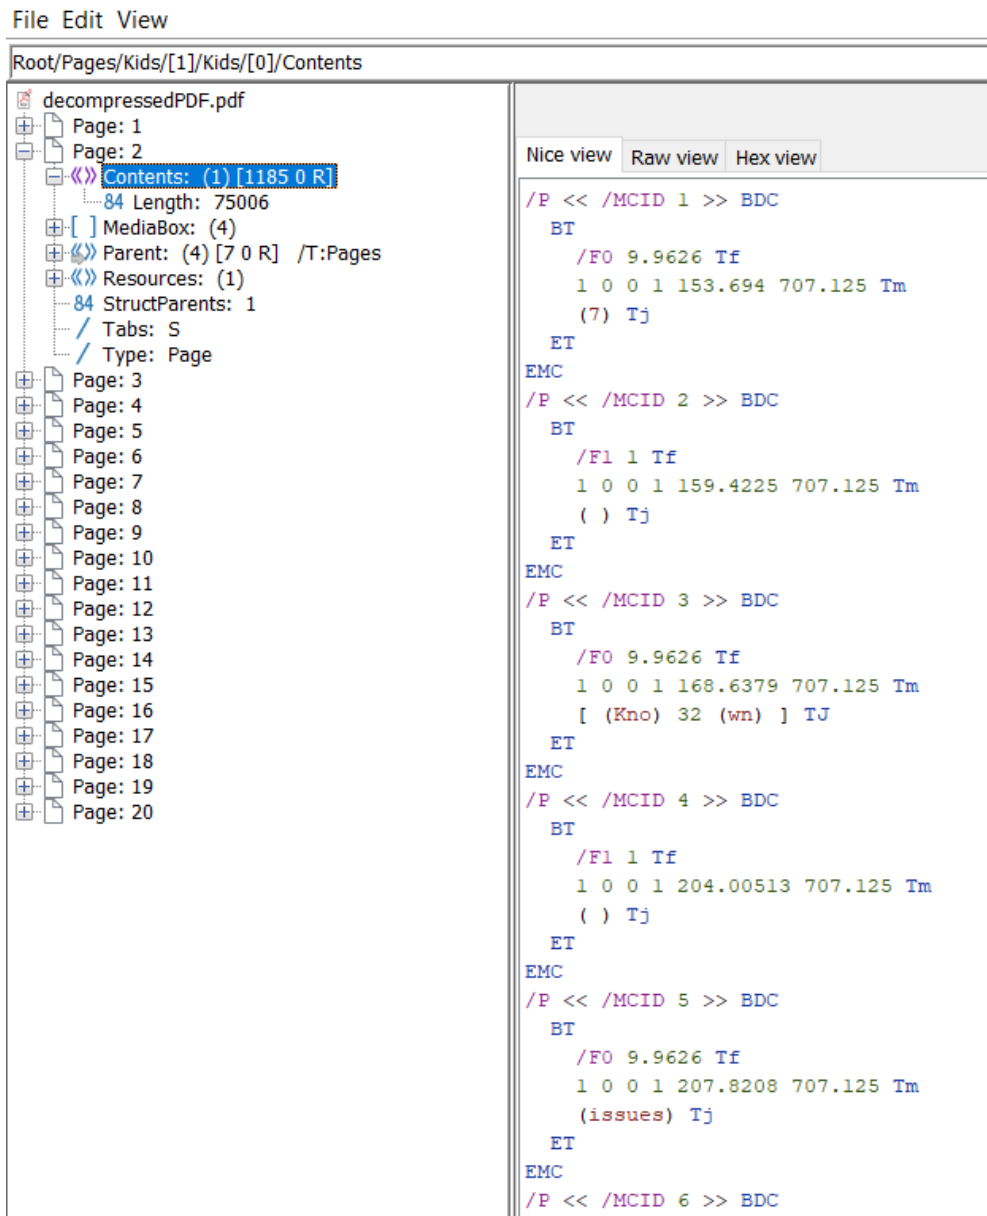 File Edit View
Root/Pages/Kids/[1]/Kids/[0]/Contents
decompressedPDF.pdf
Page: 1
Page: 2
Contents: (1) [1185 0 R]
84 Length: 75006
[ ] MediaBox: (4)
Parent: (4) [7 0 R] /T:Pages
Resources: (1)
84 StructParents: 1
/ Tabs: S
/ Type: Page
Page: 3
Page: 4
Page: 5
Page: 6
Page: 7
Page: 8
Page: 9
Page: 10
Page: 11
Page: 12
Page: 13
Page: 14
Page: 15
Page: 16
Page: 17
Page: 18
Page: 19
Page: 20
Nice view Raw view Hex view
/P << /MCID 1 >> BDC
BT
/F0 9.9626 Tf
1 0 0 1 153.694 707.125 Tm
(7) Tj
ET
EMC
/P << /MCID 2 >> BDC
BT
/F1 1 Tf
1 0 0 1 159.4225 707.125 Tm
( ) Tj
ET
EMC
/P << /MCID 3 >> BDC
BT
/F0 9.9626 Tf
1 0 0 1 168.6379 707.125 Tm
[ (Kno) 32 (wn) ] TJ
ET
EMC
/P << /MCID 4 >> BDC
BT
/F1 1 Tf
1 0 0 1 204.00513 707.125 Tm
( ) Tj
ET
EMC
/P << /MCID 5 >> BDC
BT
/F0 9.9626 Tf
1 0 0 1 207.8208 707.125 Tm
(issues) Tj
ET
EMC
/P << /MCID 6 >> BDC